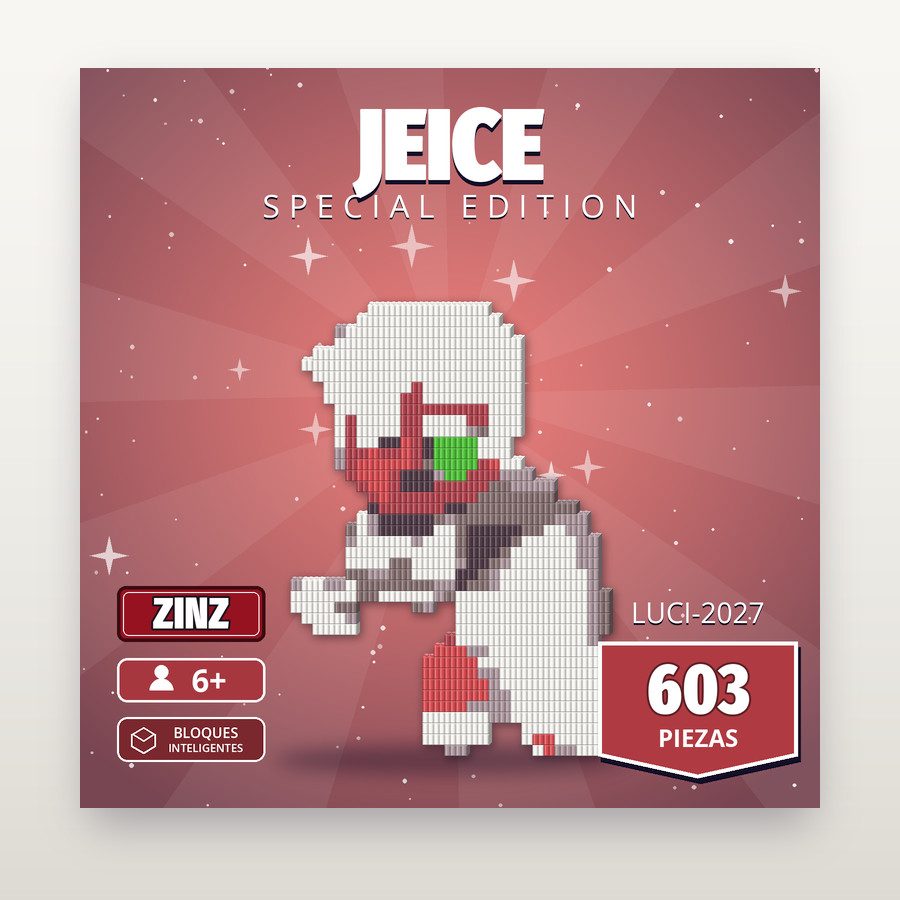 JEICE
SPECIAL EDITION
ZINZ
6+
BLOQUES
INTELIGENTES
LUCI-2027
603
PIEZAS